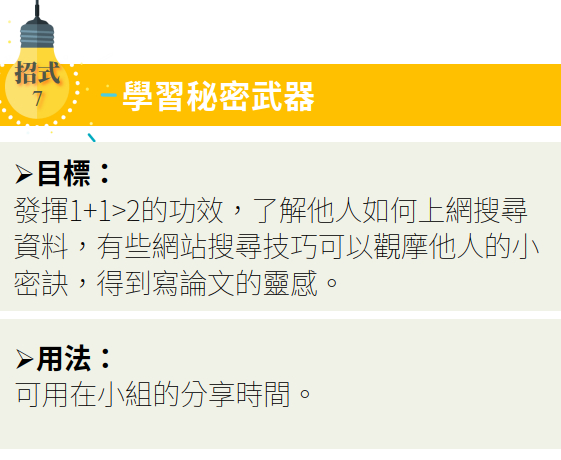 招式
7
學習秘密武器
➢目標：
發揮1+1>2的功效，了解他人如何上網搜尋
資料，有些網站搜尋技巧可以觀摩他人的小
密訣，得到寫論文的靈感。
➢用法：
可用在小組的分享時間。